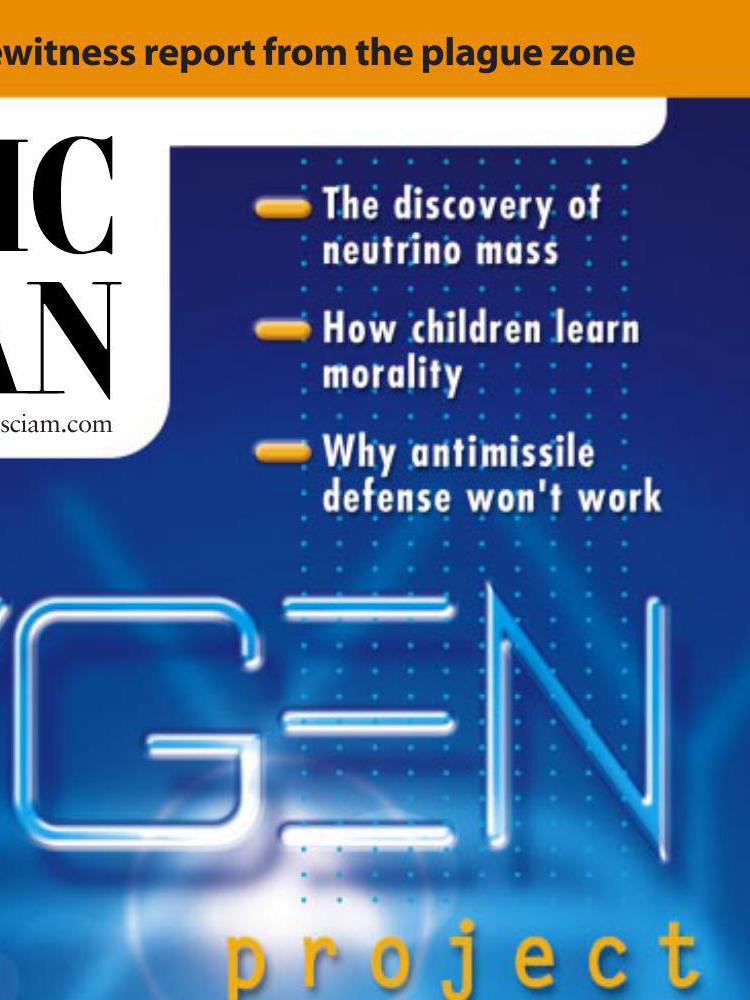 ewitness report from the plague zone
IC
AN
sciam.com
The discovery of
neutrino mass
How children learn
morality
Why antimissile
defense won't work
YGEN
project